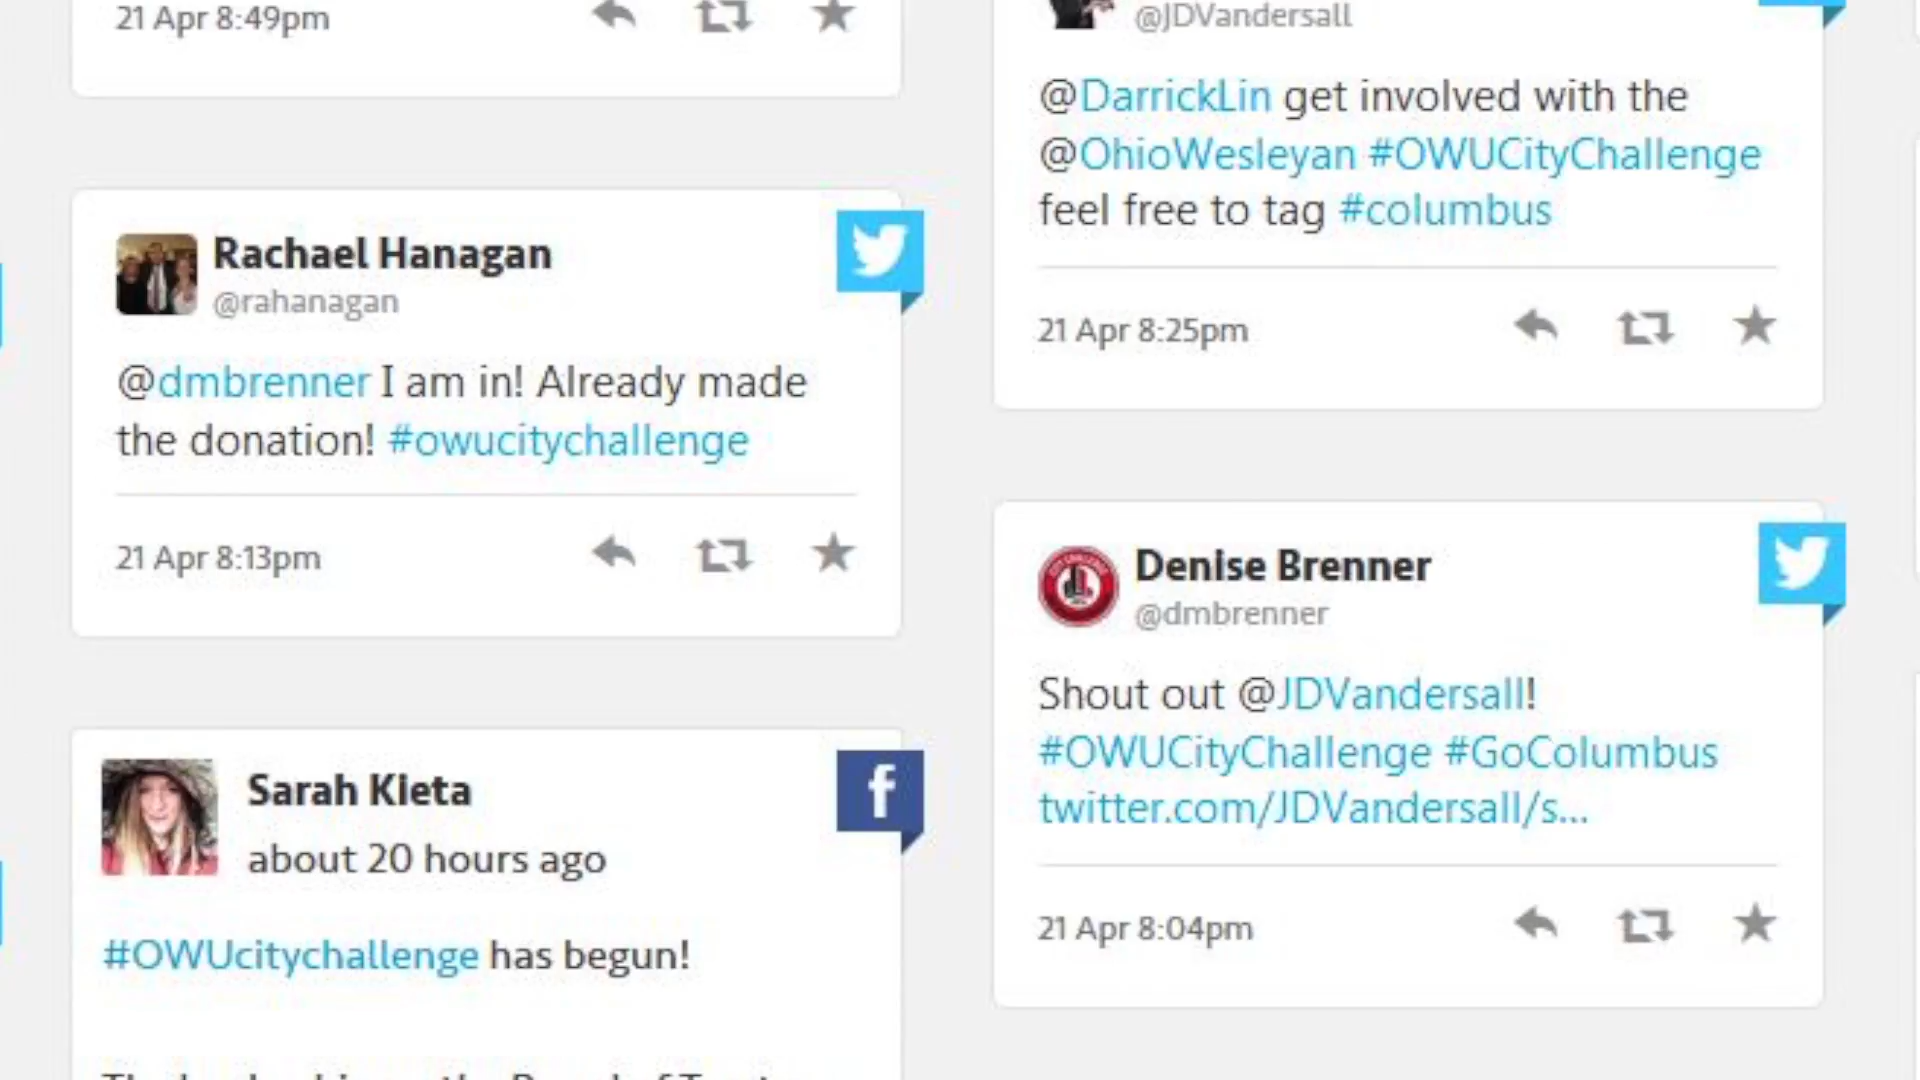 21 Apr 8:49pm
Rachael Hanagan
@rahanagan
@dmbrenner I am in! Already made
the donation! #owucitychallenge
21 Apr 8:13pm
Sarah Kieta
about 20 hours ago
#OWUcitychallenge has begun!
@JDVandersall
@DarrickLin get involved with the
@OhioWesleyan #OWUCityChallenge
feel free to tag #columbus
21 Apr 8:25pm
Denise Brenner
@dmbrenner
Shout out @JDVandersall!
#OWUCityChallenge #GoColumbus
twitter.com/JDVandersall/s...
21 Apr 8:04pm